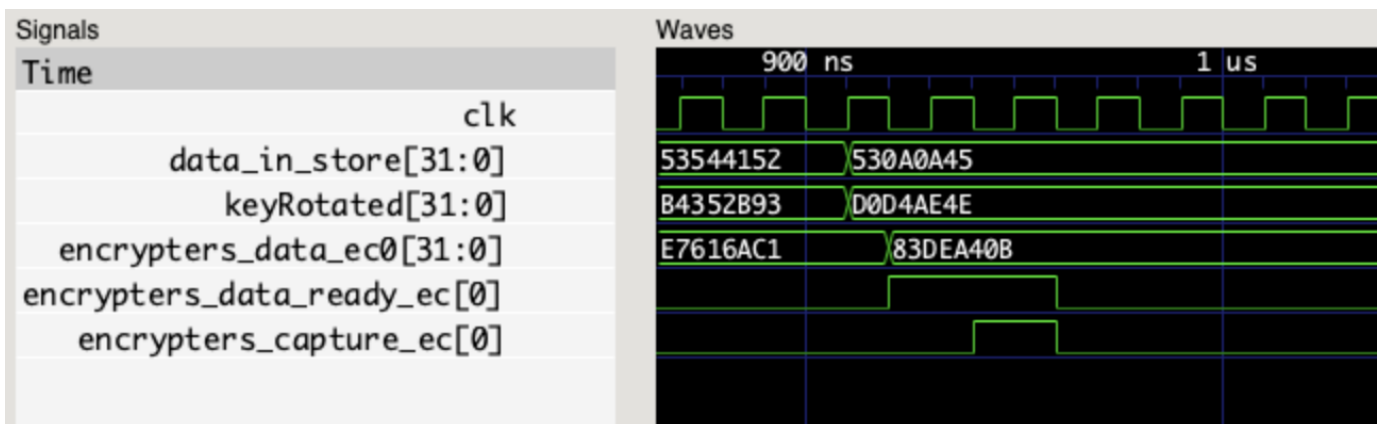 Signals
Waves
Time
900 ns
1 us
clk
data_in_store[31:0]
53544152
530A0A45
keyRotated[31:0]
B4352B93
D0D4AE4E
encrypters_data_ec0[31:0]
E7616AC1
83DEA40B
encrypters_data_ready_ec[0]
encrypters_capture_ec[0]